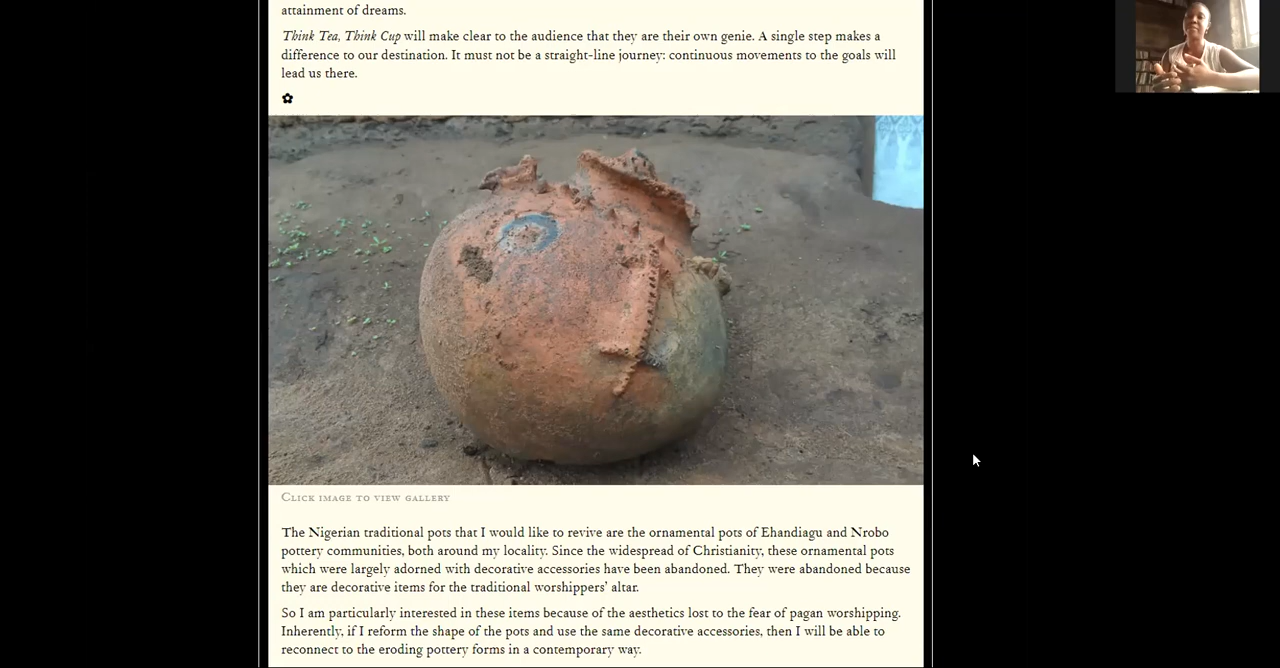 attainment of dreams.
Think Tea, Think Cup will make clear to the audience that they are their own genie. A single step makes a
difference to our destination. It must not be a straight-line journey: continuous movements to the goals will
lead us there.
Click image to view gallery
The Nigerian traditional pots that I would like to revive are the ornamental pots of Ehandiagu and Nrobo
pottery communities, both around my locality. Since the widespread of Christianity, these ornamental pots
which were largely adorned with decorative accessories have been abandoned. They were abandoned because
they are decorative items for the traditional worshippers’ altar.
So I am particularly interested in these items because of the aesthetics lost to the fear of pagan worshipping.
Inherently, if I reform the shape of the pots and use the same decorative accessories, then I will be able to
reconnect to the eroding pottery forms in a contemporary way.